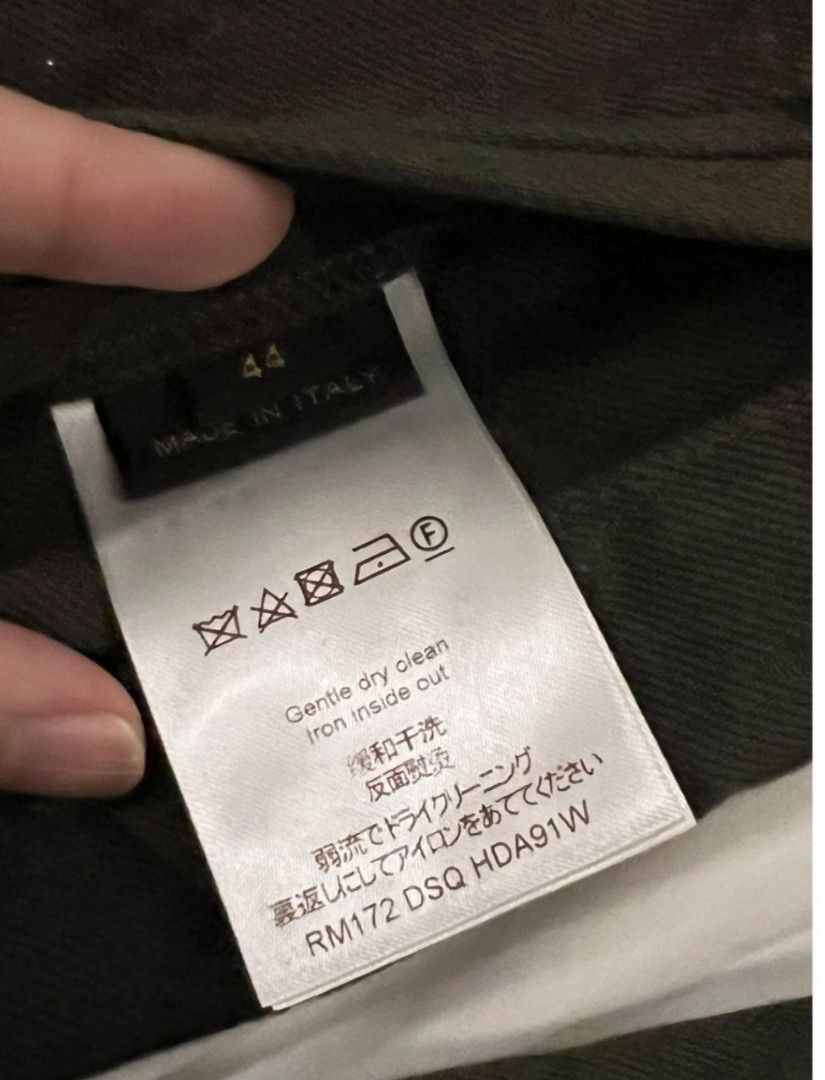 44
MADE IN ITALY
F
Gentle dry clean
Iron inside out
缓和干洗
反面熨烫
弱流でドライクリーニング
裏返しにしてアイロンをあててください
RM172 DSQ HDA91W